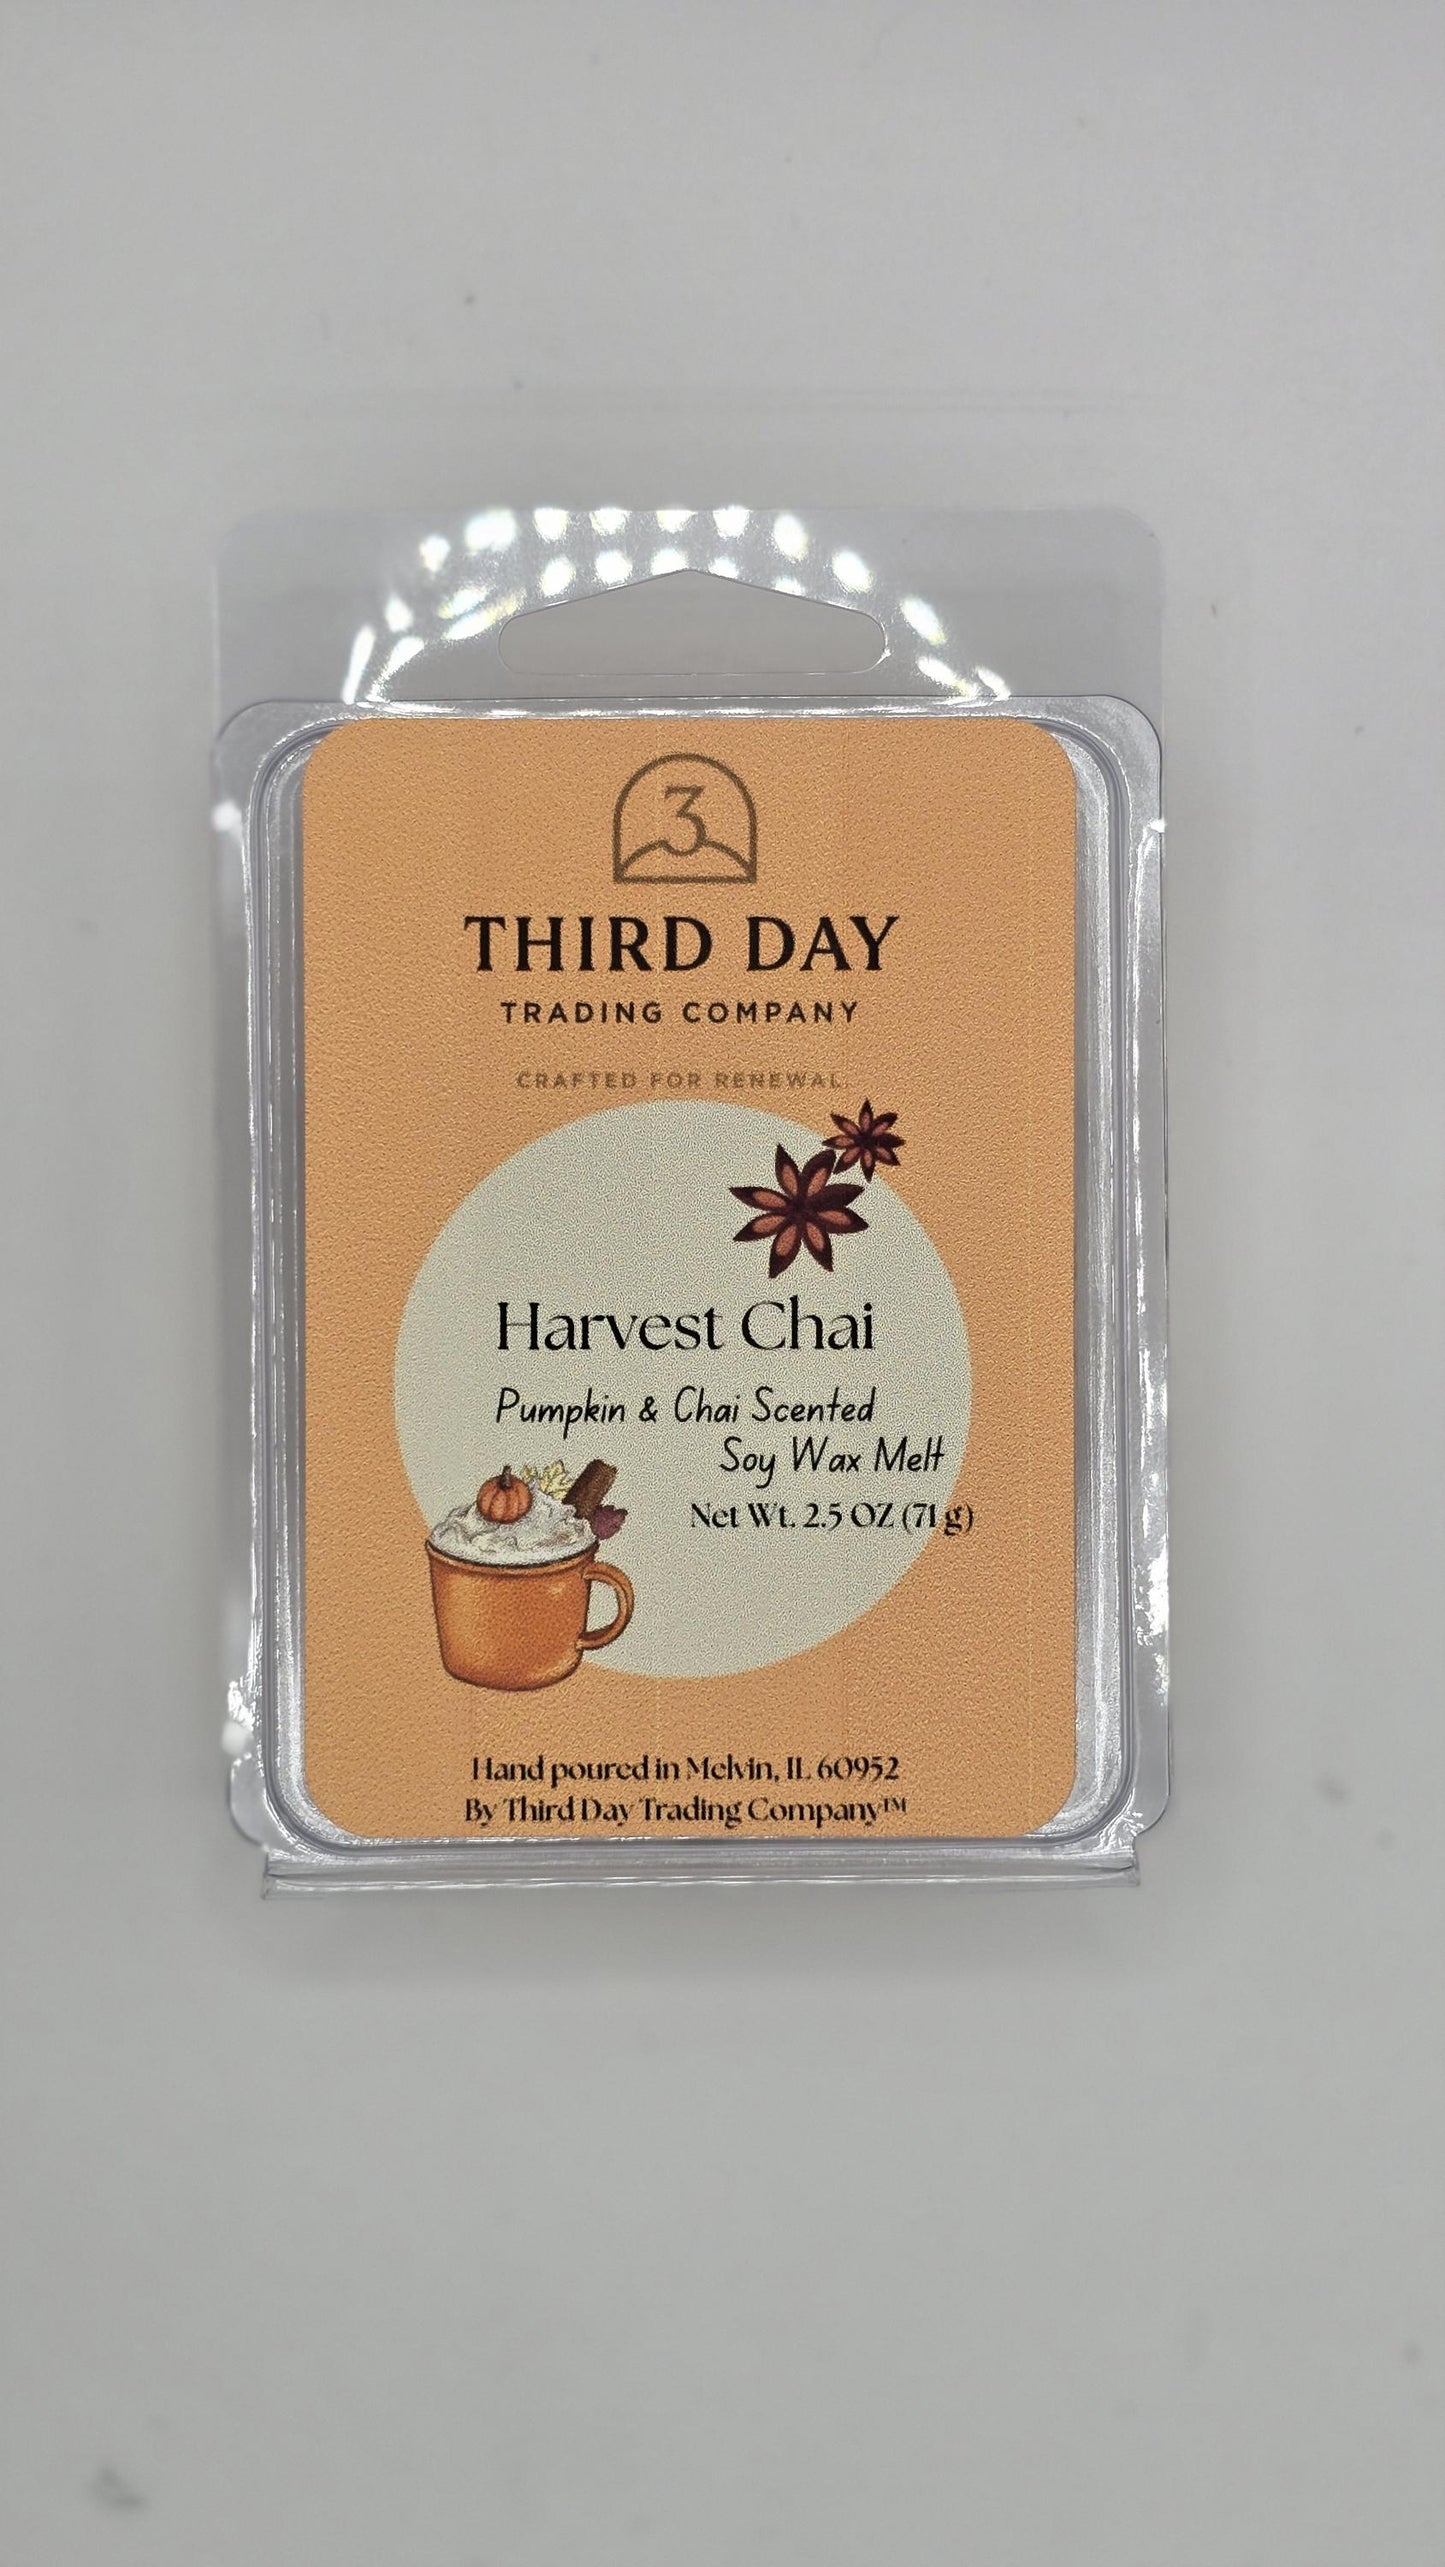 3
THIRD DAY
TRADING COMPANY
CRAFTED FOR RENEWAL
Harvest Chai
Pumpkin & Chai Scented
Soy Wax Melt
Net Wt. 2.5 OZ (71 g)
Hand poured in Melvin, IL 60952
By Third Day Trading Company™